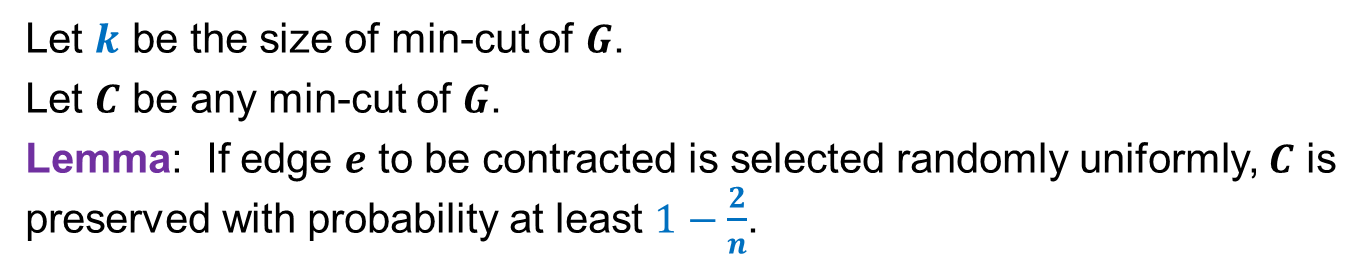 Let k be the size of min-cut of G.
Let C be any min-cut of G.
Lemma: If edge e to be contracted is selected randomly uniformly, C is
preserved with probability at least 1 − 2/n.